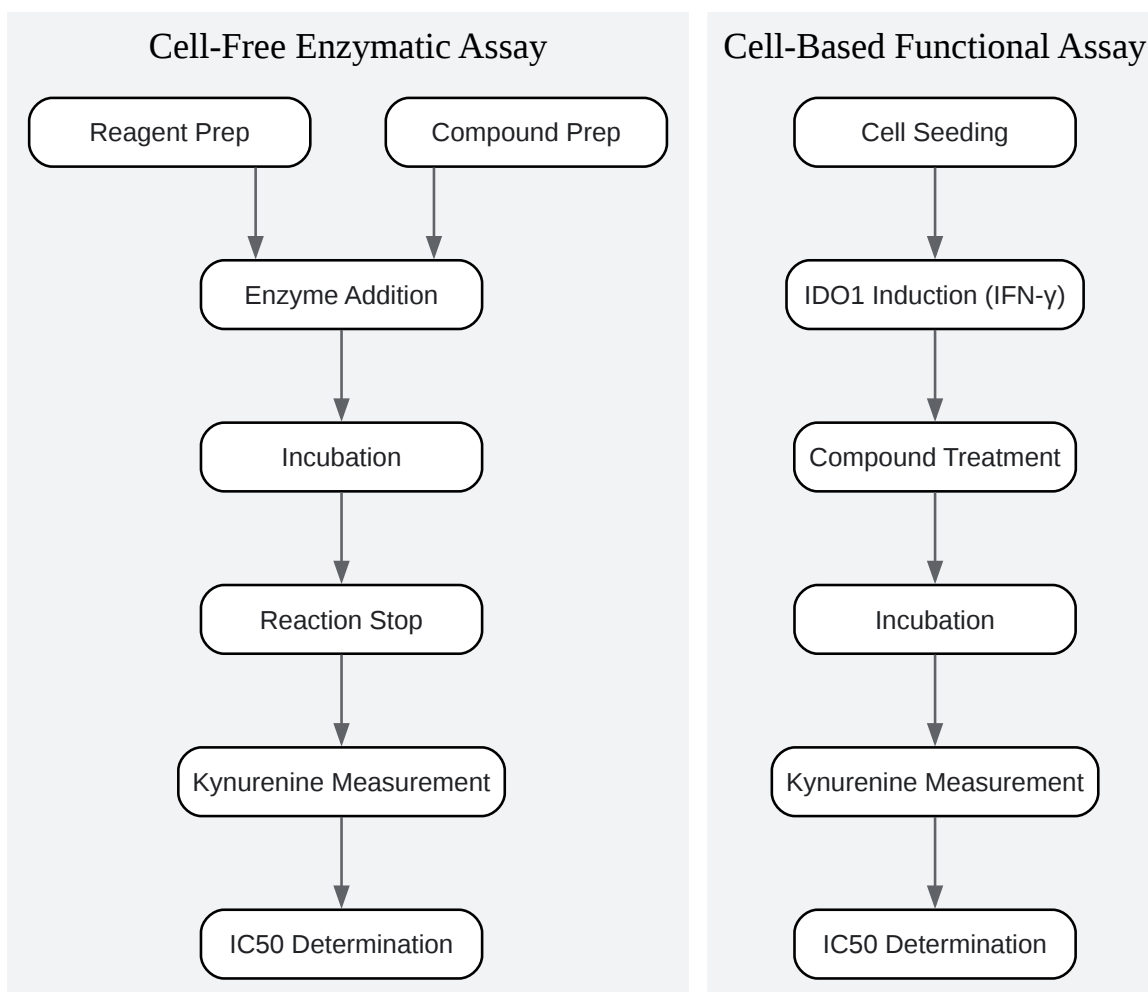 Cell-Free Enzymatic Assay
Reagent Prep
Compound Prep
Enzyme Addition
Incubation
Reaction Stop
Kynurenine Measurement
IC50 Determination
Cell-Based Functional Assay
Cell Seeding
IDO1 Induction (IFN-γ)
Compound Treatment
Incubation
Kynurenine Measurement
IC50 Determination